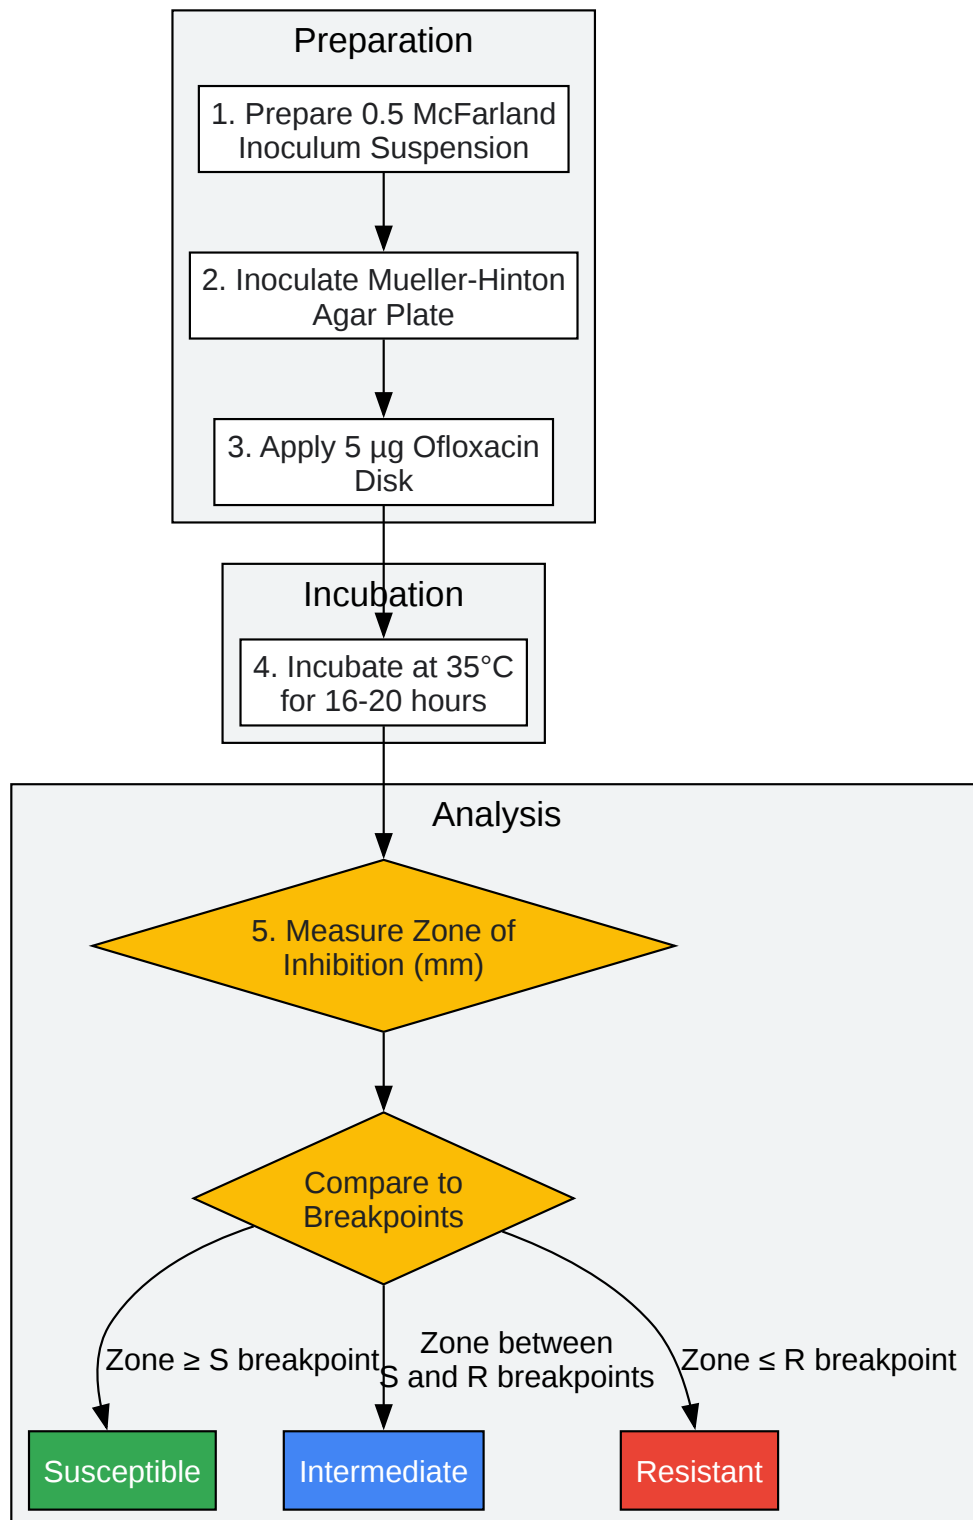 Preparation
1. Prepare 0.5 McFarland
Inoculum Suspension
2. Inoculate Mueller-Hinton
Agar Plate
3. Apply 5 µg Ofloxacin
Disk
Incubation
4. Incubate at 35°C
for 16-20 hours
Analysis
5. Measure Zone of
Inhibition (mm)
Compare to
Breakpoints
Zone ≥ S breakpoint
Zone between
S and R breakpoints
Zone ≤ R breakpoint
Susceptible
Intermediate
Resistant